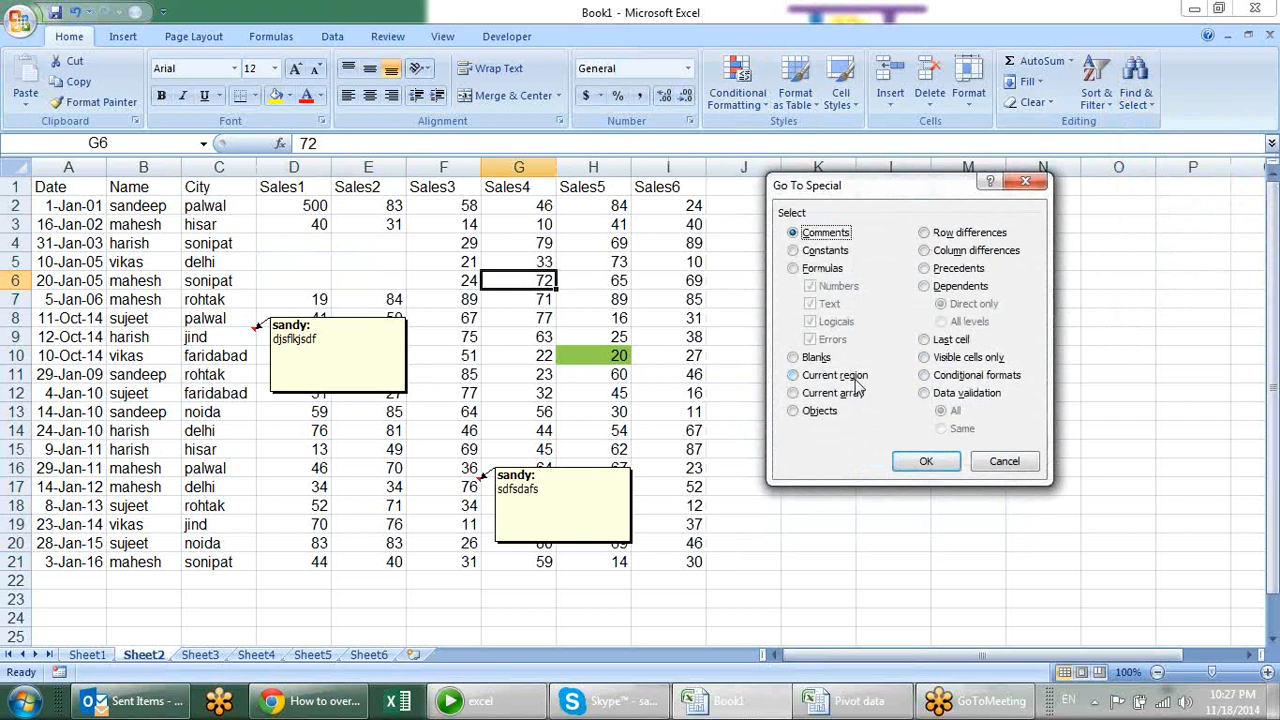 Book1 - Microsoft Excel
Home Insert Page Layout Formulas Data Review View Developer
Paste Cut Copy Format Painter Clipboard
Arial 12 B I U A Font
Wrap Text Merge & Center Alignment
General $ % , Number
Conditional Formatting Format as Table Cell Styles Styles
Insert Delete Format Cells
AutoSum Fill Clear Sort & Filter Find & Select Editing
G6 fx 72
A B C D E F G H I J K L M N O P
1 Date Name City Sales1 Sales2 Sales3 Sales4 Sales5 Sales6
2 1-Jan-01 sandeep palwal 500 83 58 46 84 24
3 16-Jan-02 mahesh hisar 40 31 14 10 41 40
4 31-Jan-03 harish sonipat 29 79 69 89
5 10-Jan-05 vikas delhi 21 33 73 10
6 20-Jan-05 mahesh sonipat 24 72 65 69
7 5-Jan-06 mahesh rohtak 19 84 89 71 89 85
8 11-Oct-14 sujeet palwal 67 77 16 31
9 12-Oct-14 harish jind 75 63 25 38
10 10-Oct-14 vikas faridabad 51 22 20 27
11 29-Jan-09 sandeep rohtak 85 23 60 46
12 4-Jan-10 sujeet faridabad 77 32 45 16
13 10-Jan-10 sandeep noida 59 85 64 56 30 11
14 24-Jan-10 harish delhi 76 81 46 44 54 67
15 9-Jan-11 harish hisar 13 49 69 45 62 87
16 29-Jan-11 mahesh palwal 46 70 36 23
17 14-Jan-12 mahesh delhi 34 34 76 52
18 8-Jan-13 sujeet rohtak 52 71 34 12
19 23-Jan-14 vikas jind 70 76 11 37
20 28-Jan-15 sujeet noida 83 83 26 46
21 3-Jan-16 mahesh sonipat 44 40 31 59 14 30
22
23
24
25
sandy:
djsflkjsdf
sandy:
sdfsdafs
Go To Special
Select
Comments Row differences
Constants Column differences
Formulas Precedents
Numbers Dependents
Text Direct only
Logicals All levels
Errors Last cell
Blanks Visible cells only
Current region Conditional formats
Current array Data validation
Objects All
Same
OK Cancel
Sheet1 Sheet2 Sheet3 Sheet4 Sheet5 Sheet6
Ready 100%
Sent Items - ... How to over... excel Skype™ - sa... Book1 Pivot data GoToMeeting EN 10:27 PM
11/18/2014